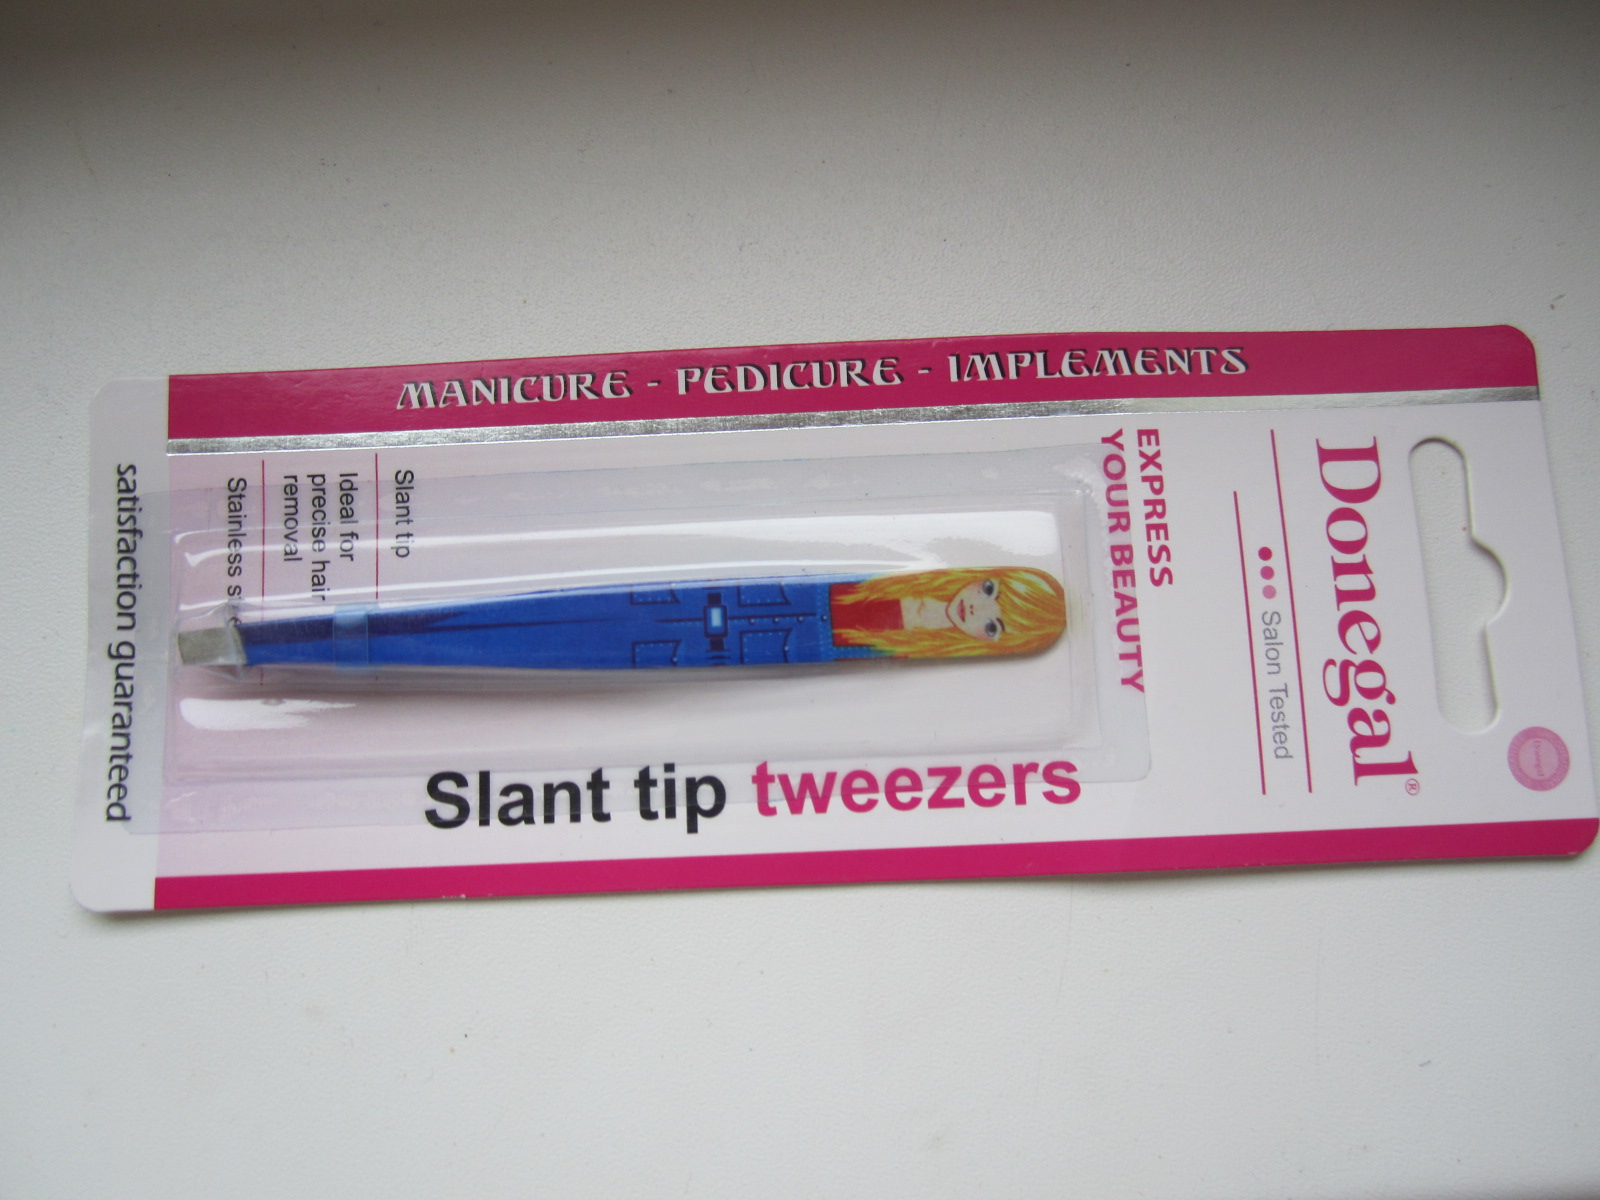 MANICURE - PEDICURE - IMPLEMENTS
Donegal®
Salon Tested
EXPRESS
YOUR BEAUTY
Slant tip
Ideal for
precise hair
removal
Stainless
satisfaction guaranteed
Slant tip tweezers